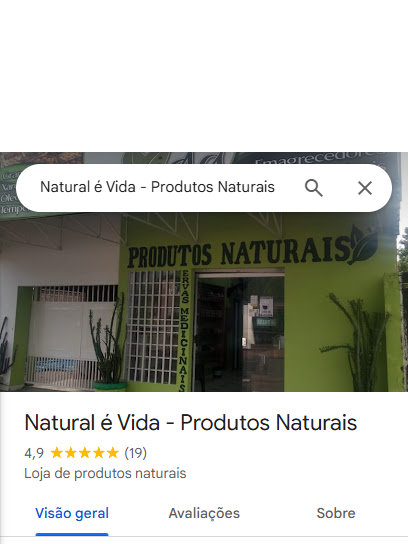 Emagrecedores
Natural é Vida - Produtos Naturais
PRODUTOS NATURAIS
ERVAS MEDICINAIS
Natural é Vida - Produtos Naturais
4,9 ★★★★★ (19)
Loja de produtos naturais
Visão geral Avaliações Sobre